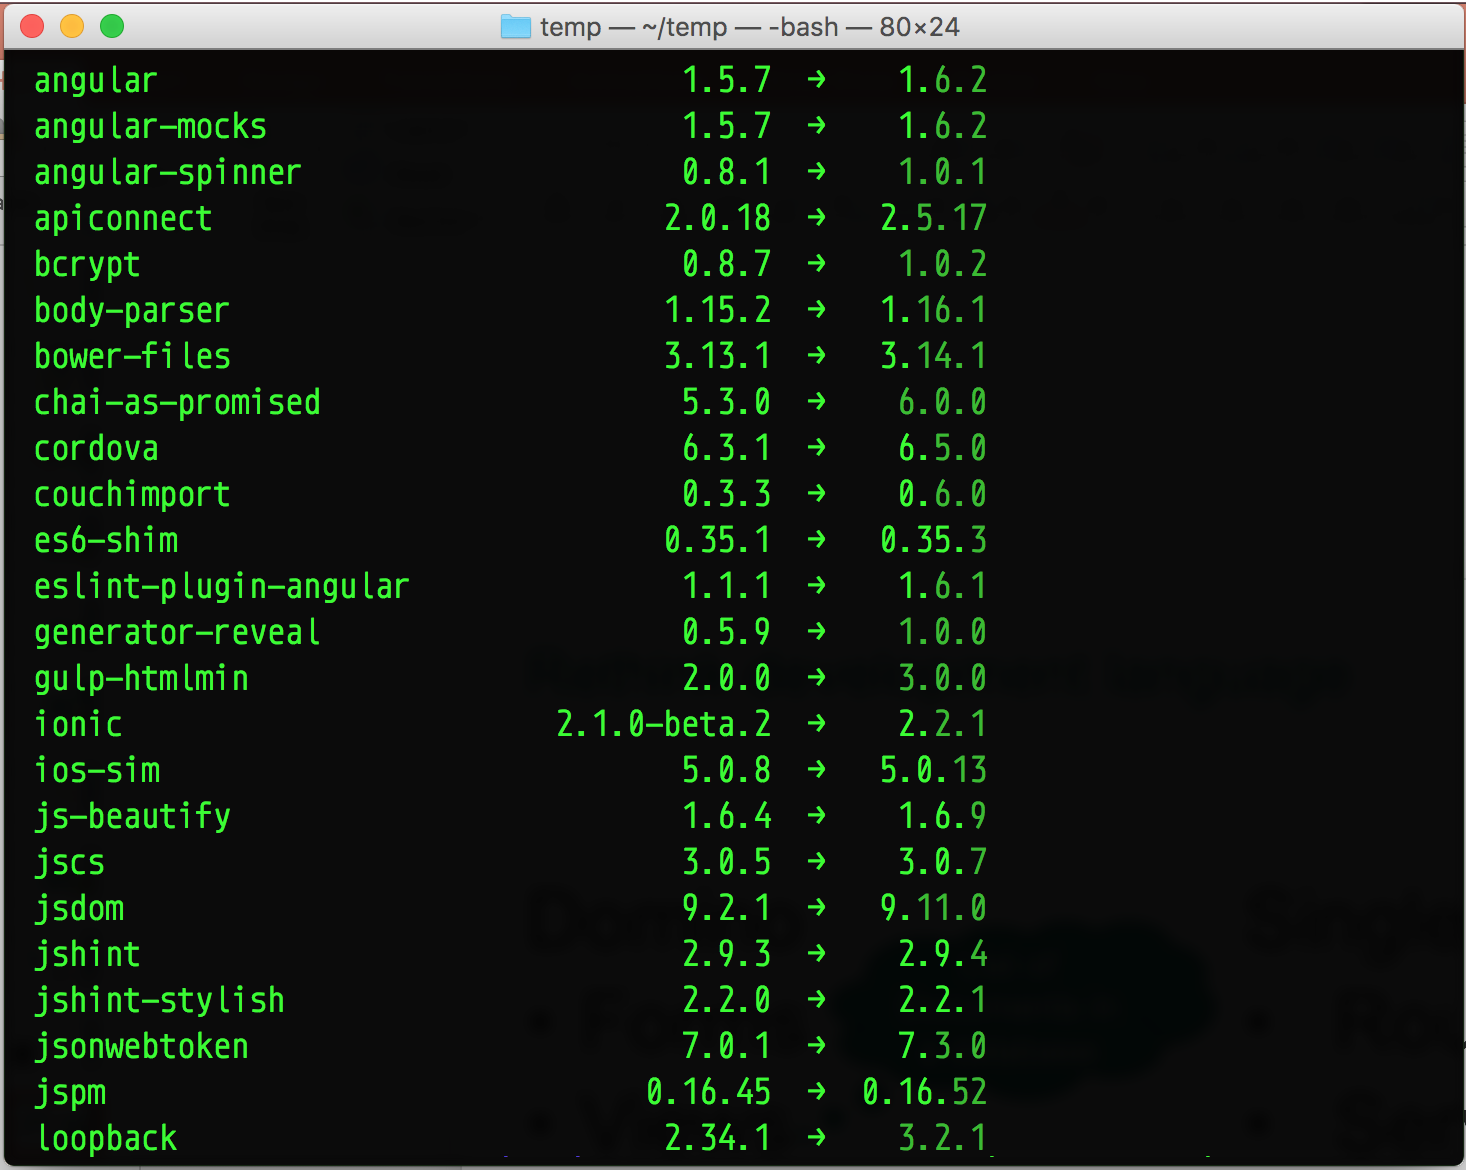 temp — ~/temp — -bash — 80×24
angular 1.5.7 → 1.6.2
angular-mocks 1.5.7 → 1.6.2
angular-spinner 0.8.1 → 1.0.1
apiconnect 2.0.18 → 2.5.17
bcrypt 0.8.7 → 1.0.2
body-parser 1.15.2 → 1.16.1
bower-files 3.13.1 → 3.14.1
chai-as-promised 5.3.0 → 6.0.0
cordova 6.3.1 → 6.5.0
couchimport 0.3.3 → 0.6.0
es6-shim 0.35.1 → 0.35.3
eslint-plugin-angular 1.1.1 → 1.6.1
generator-reveal 0.5.9 → 1.0.0
gulp-htmlmin 2.0.0 → 3.0.0
ionic 2.1.0-beta.2 → 2.2.1
ios-sim 5.0.8 → 5.0.13
js-beautify 1.6.4 → 1.6.9
jscs 3.0.5 → 3.0.7
jsdom 9.2.1 → 9.11.0
jshint 2.9.3 → 2.9.4
jshint-stylish 2.2.0 → 2.2.1
jsonwebtoken 7.0.1 → 7.3.0
jspm 0.16.45 → 0.16.52
loopback 2.34.1 → 3.2.1